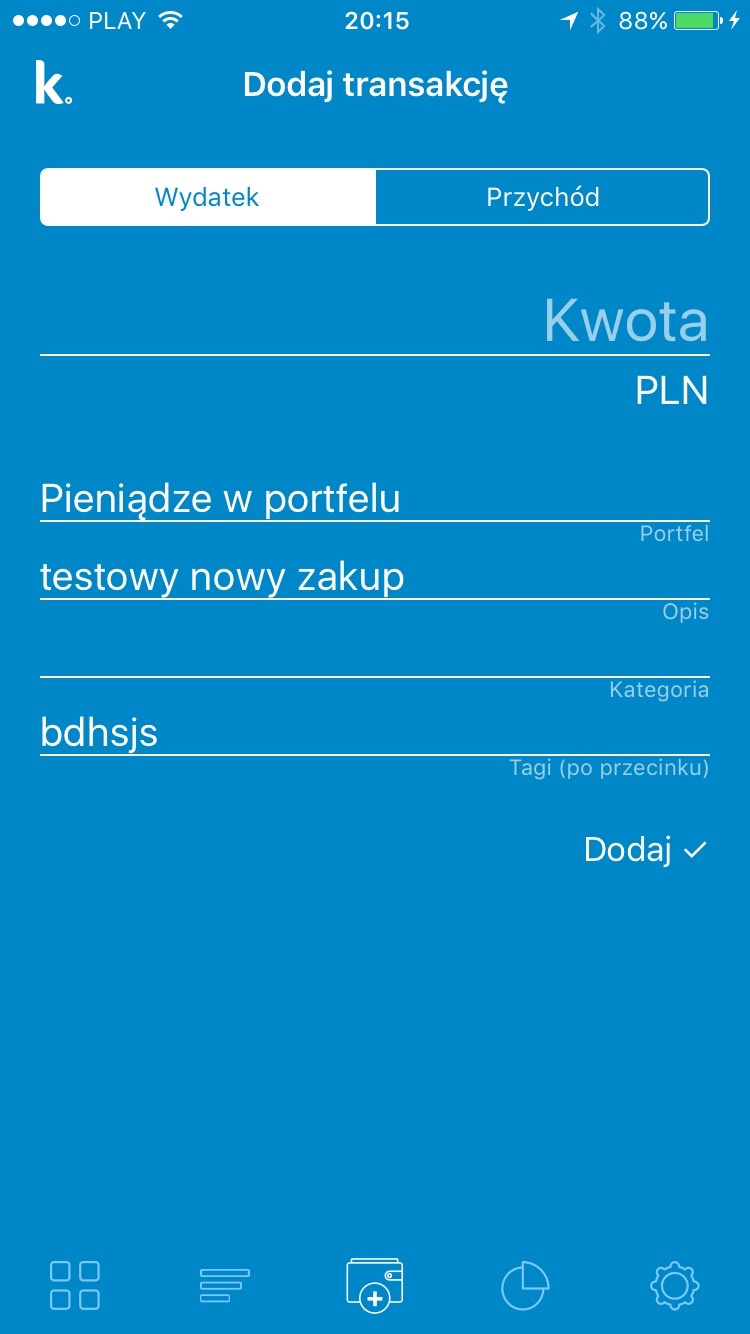 PLAY 20:15 88%
k. Dodaj transakcję
Wydatek Przychód
Kwota
PLN
Pieniądze w portfelu
Portfel
testowy nowy zakup
Opis
Kategoria
bdhsjs
Tagi (po przecinku)
Dodaj